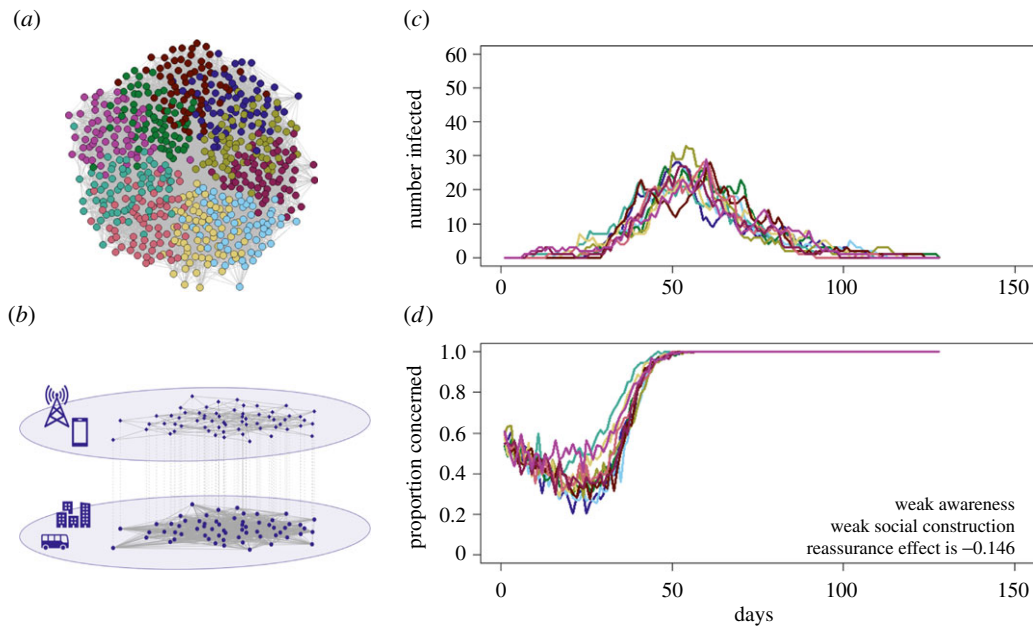 (a)
(b)
(c)
number infected
60
50
40
30
20
10
0
0
50
100
150
(d)
proportion concerned
1.0
0.8
0.6
0.4
0.2
0
weak awareness
weak social construction
reassurance effect is −0.146
0
50
100
150
days